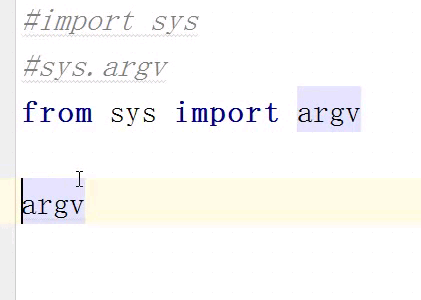 #import sys
#sys.argv
from sys import argv
argv